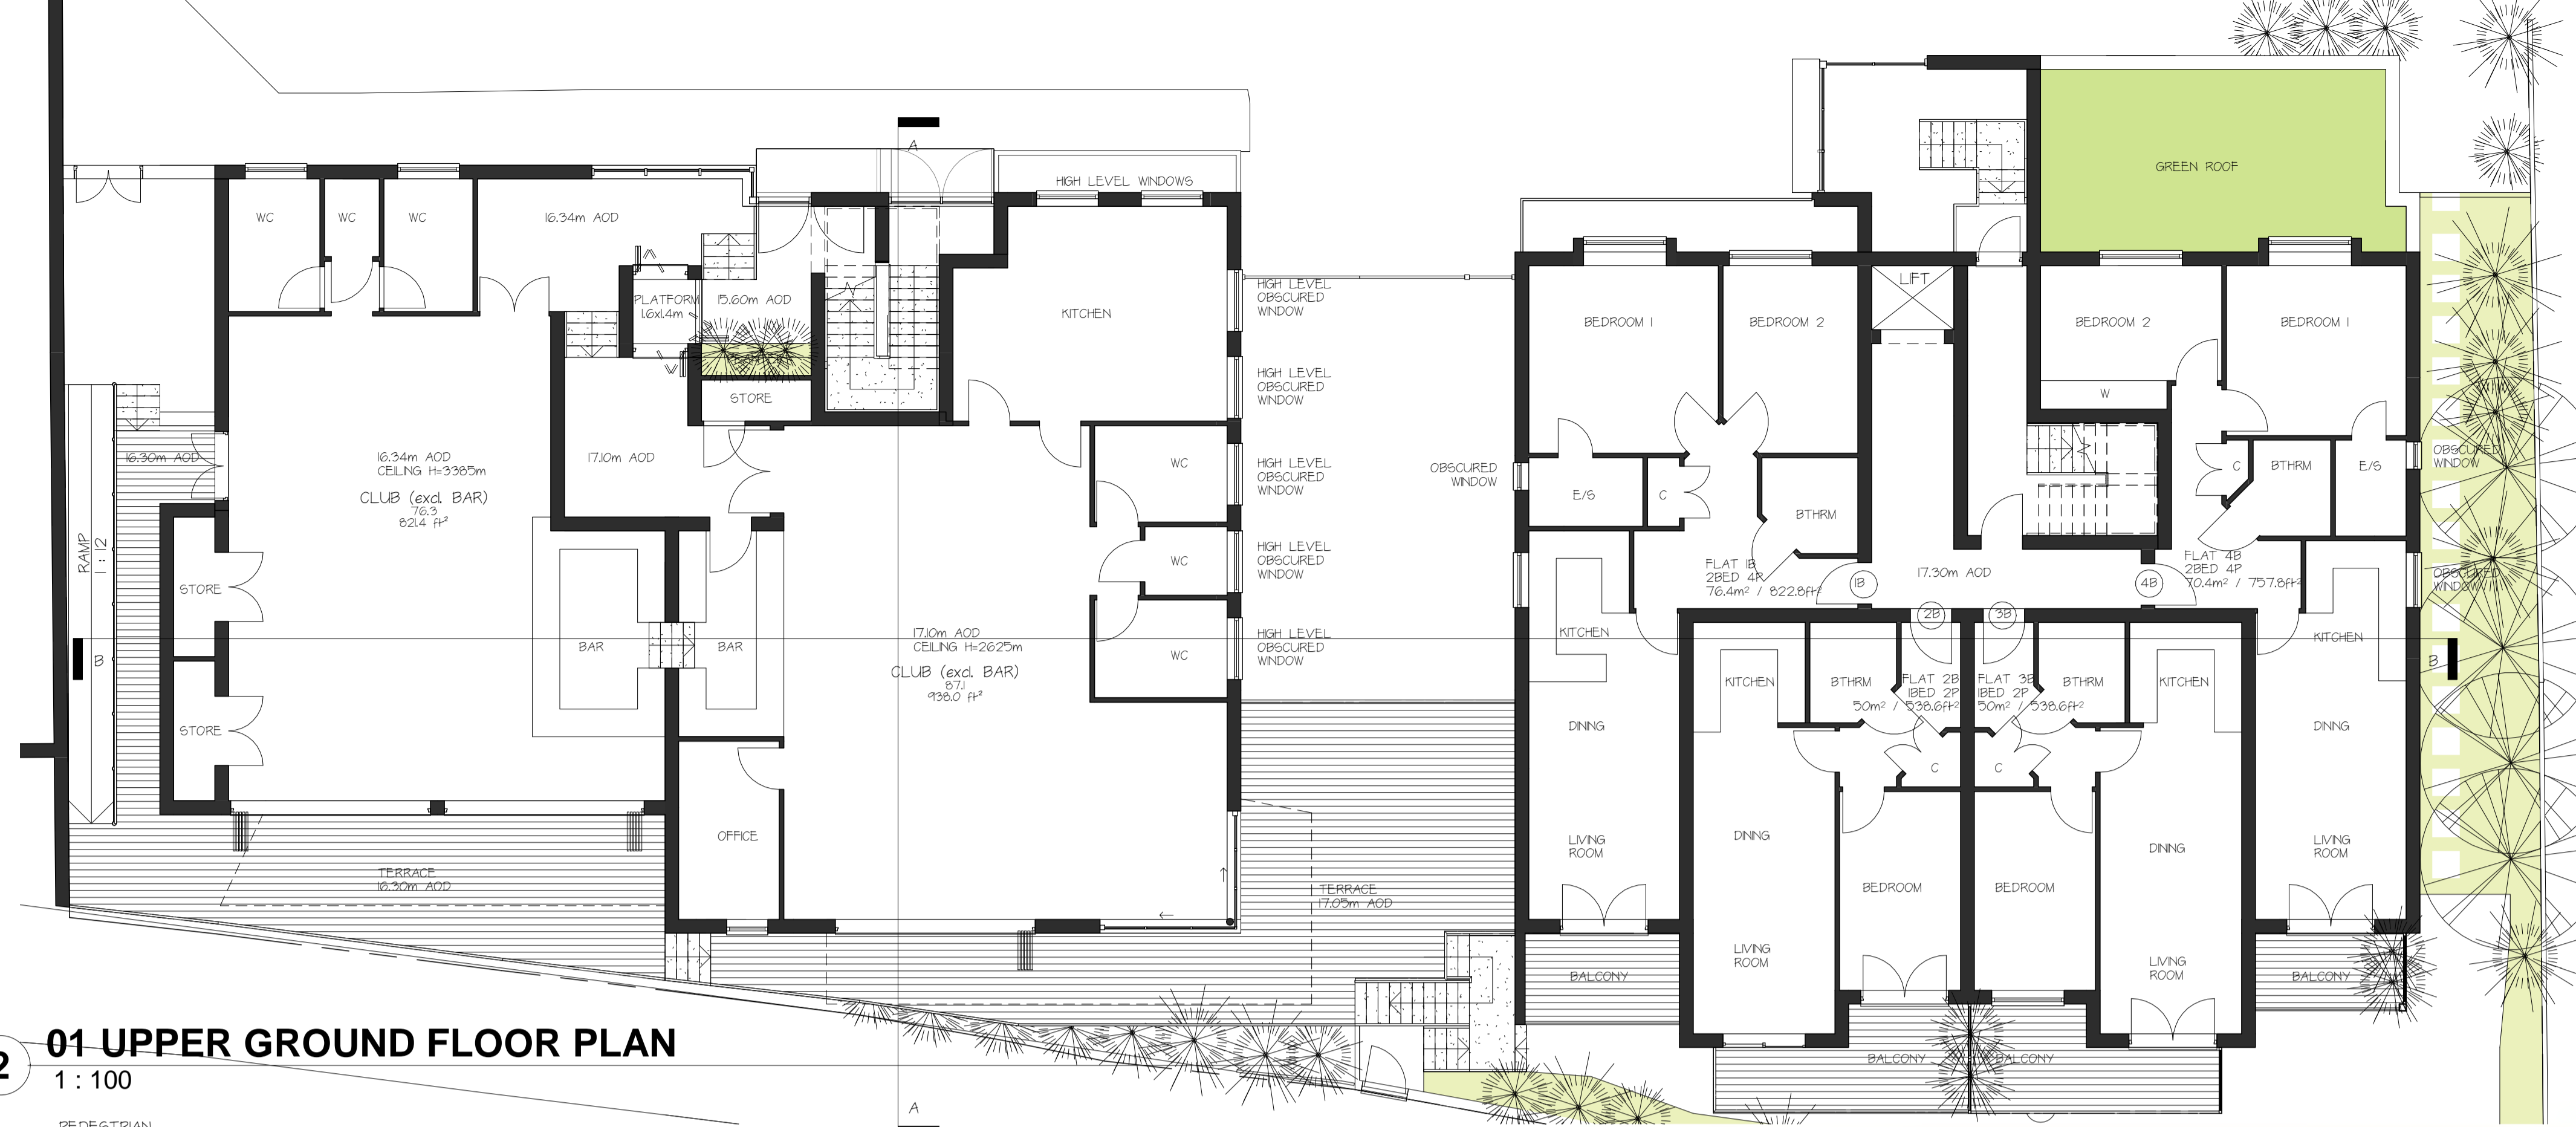 A
HIGH LEVEL WINDOWS
GREEN ROOF
WC
WC
WC
16.34m AOD
PLATFORM
1.6x1.4m
15.60m AOD
KITCHEN
HIGH LEVEL
OBSCURED
WINDOW
HIGH LEVEL
OBSCURED
WINDOW
BEDROOM 1
BEDROOM 2
LIFT
BEDROOM 2
BEDROOM 1
STORE
W
16.30m AOD
16.34m AOD
CEILING H=3385m
CLUB (excl. BAR)
76.3
821.4 ft²
17.10m AOD
WC
HIGH LEVEL
OBSCURED
WINDOW
OBSCURED
WINDOW
E/S
C
BTHRM
C
BTHRM
E/S
OBSCURED
WINDOW
RAMP
1 : 12
STORE
WC
HIGH LEVEL
OBSCURED
WINDOW
FLAT 1B
2BED 4P
76.4m² / 822.8ft²
1B
17.30m AOD
4B
FLAT 4B
2BED 4P
70.4m² / 757.8ft²
OBSCURED
WINDOW
2B
3B
B
BAR
BAR
17.10m AOD
CEILING H=2625m
CLUB (excl. BAR)
87.1
938.0 ft²
WC
HIGH LEVEL
OBSCURED
WINDOW
KITCHEN
KITCHEN
B
KITCHEN
BTHRM
FLAT 2B
1BED 2P
50m² / 538.6ft²
FLAT 3B
1BED 2P
50m² / 538.6ft²
BTHRM
KITCHEN
STORE
DINING
DINING
C
C
OFFICE
LIVING
ROOM
DINING
DINING
LIVING
ROOM
TERRACE
16.30m AOD
TERRACE
17.05m AOD
BEDROOM
BEDROOM
LIVING
ROOM
LIVING
ROOM
BALCONY
BALCONY
2
01 UPPER GROUND FLOOR PLAN
1 : 100
BALCONY
BALCONY
A
PEDESTRIAN